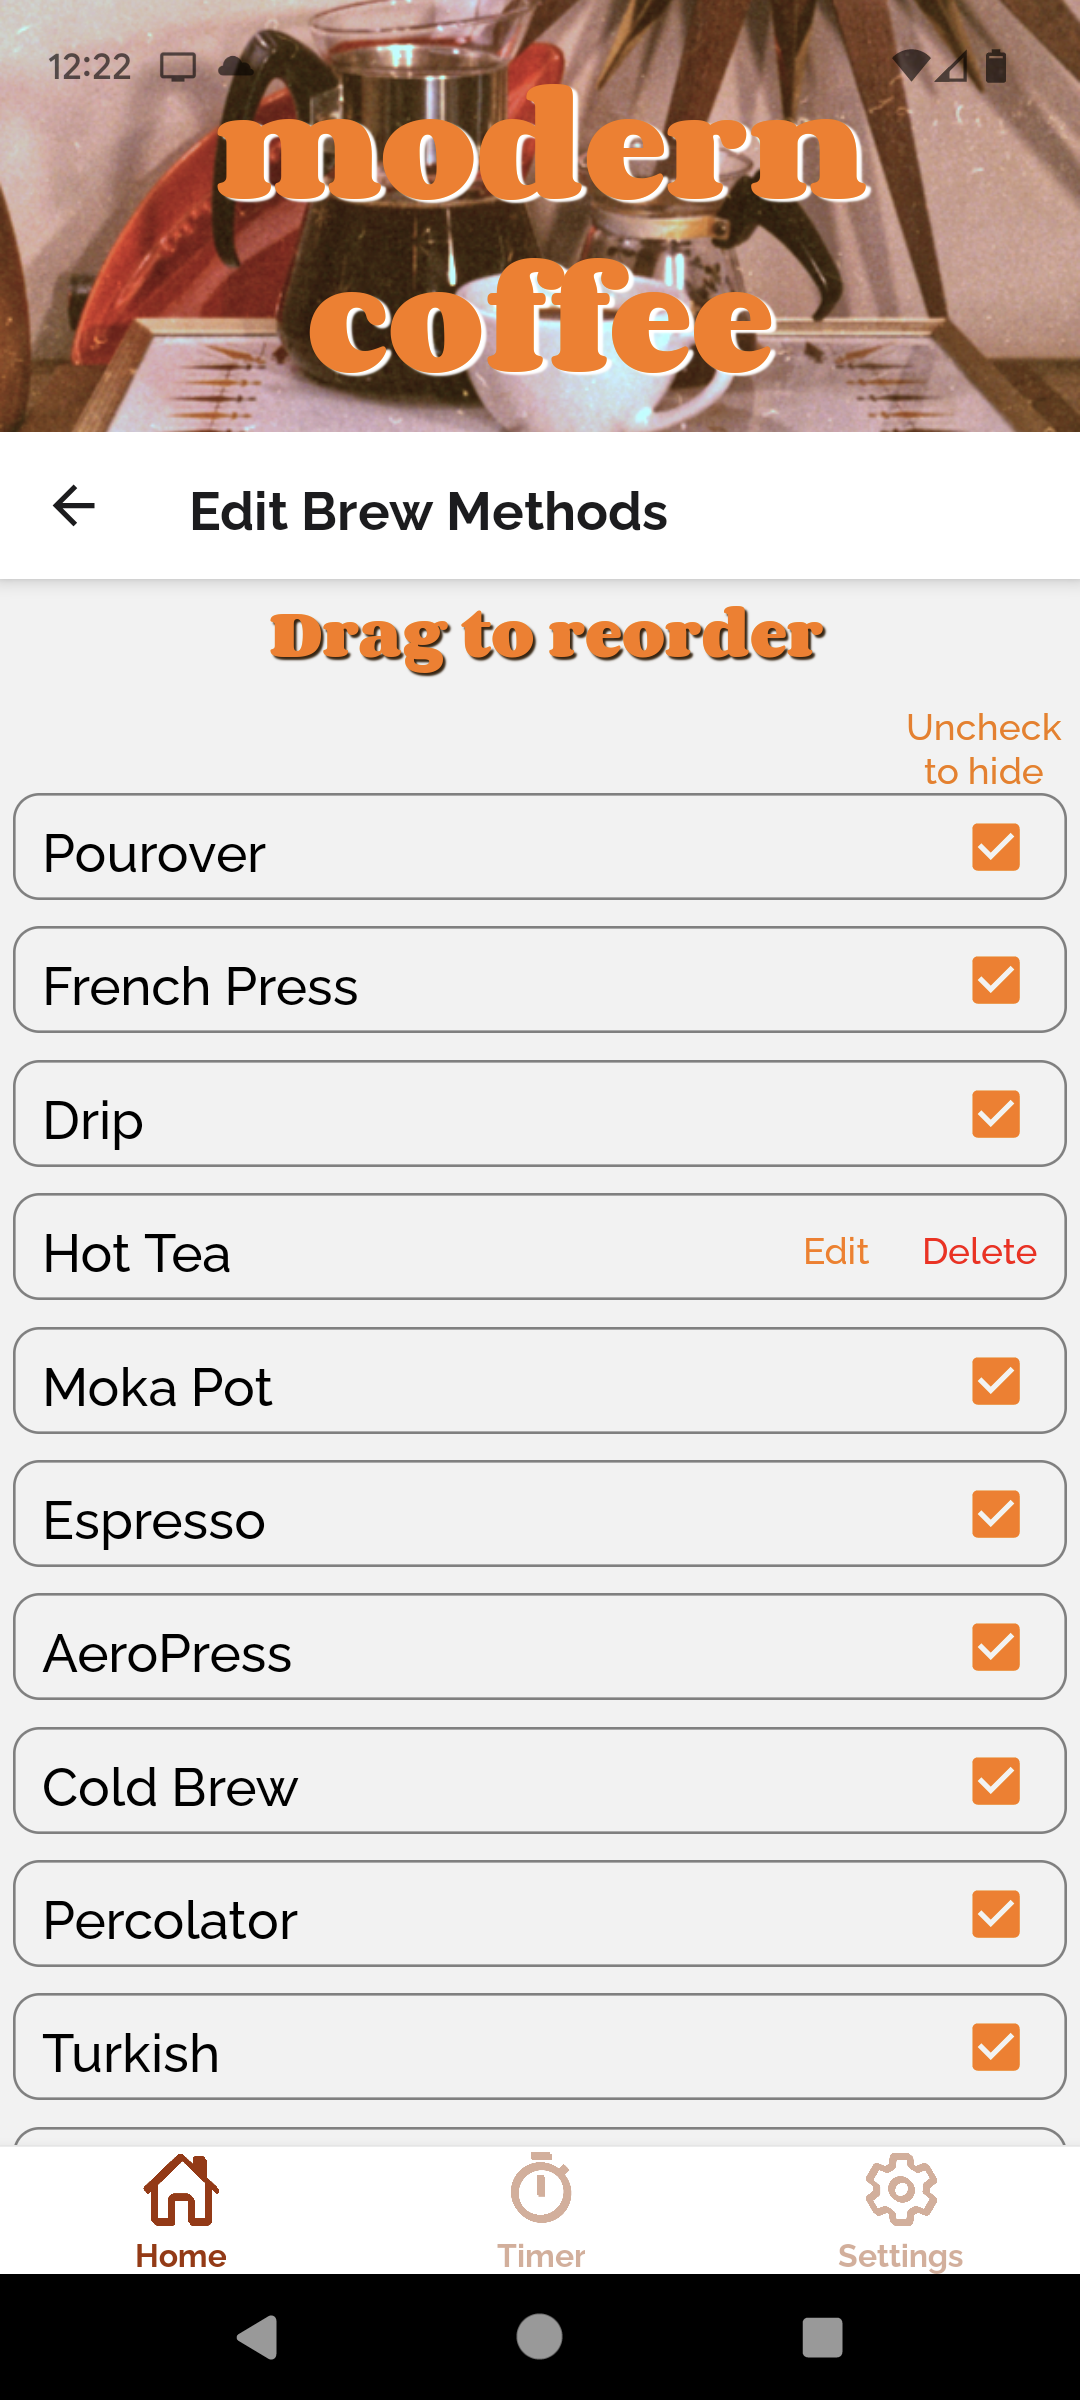 12:22
modern
coffee
Edit Brew Methods
Drag to reorder
Uncheck
to hide
Pourover
French Press
Drip
Hot Tea Edit Delete
Moka Pot
Espresso
AeroPress
Cold Brew
Percolator
Turkish
Home Timer Settings